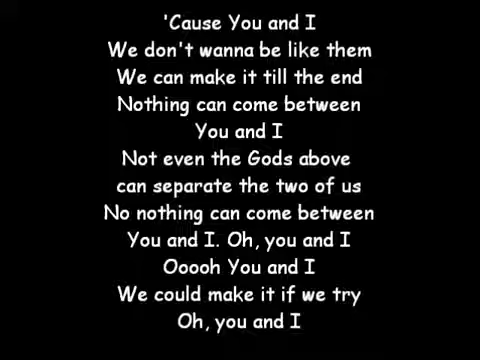 'Cause You and I
We don't wanna be like them
We can make it till the end
Nothing can come between
You and I
Not even the Gods above
can separate the two of us
No nothing can come between
You and I. Oh, you and I
Ooooh You and I
We could make it if we try
Oh, you and I